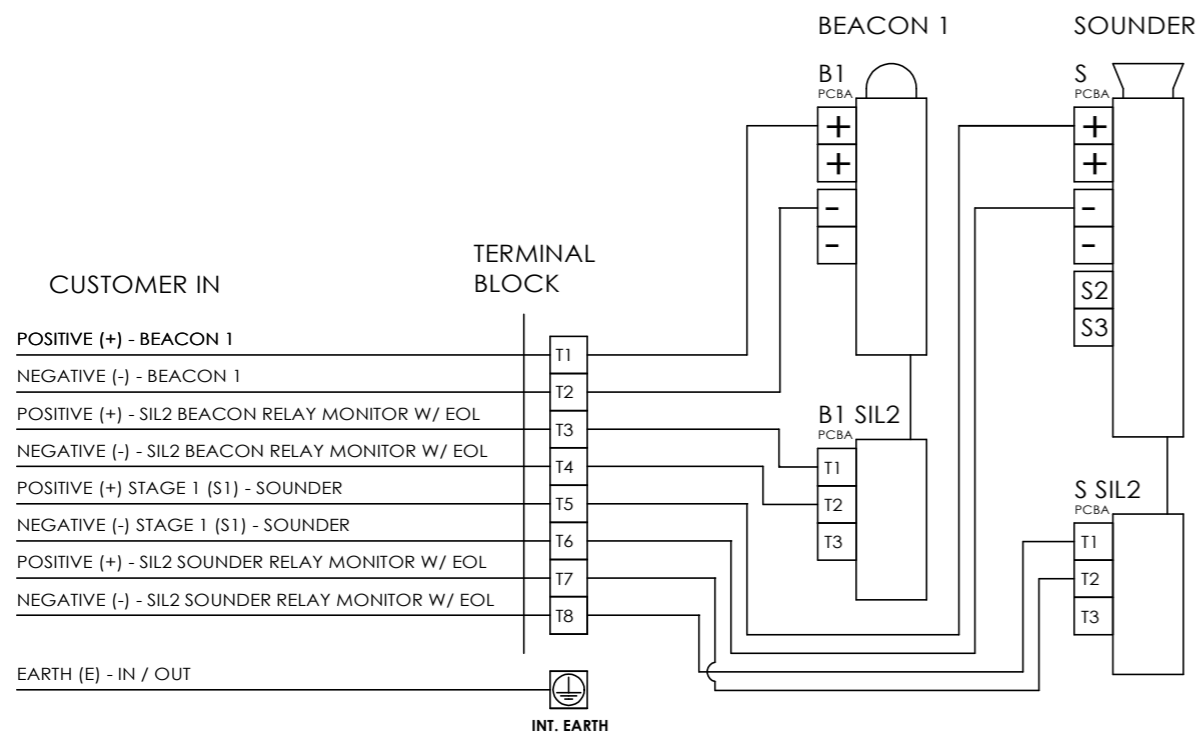 BEACON 1
SOUNDER
B1
PCBA
+
+
-
-
S
PCBA
+
+
-
-
S2
S3
TERMINAL
BLOCK
CUSTOMER IN
POSITIVE (+) - BEACON 1
T1
NEGATIVE (-) - BEACON 1
T2
POSITIVE (+) - SIL2 BEACON RELAY MONITOR W/ EOL
T3
NEGATIVE (-) - SIL2 BEACON RELAY MONITOR W/ EOL
T4
POSITIVE (+) STAGE 1 (S1) - SOUNDER
T5
NEGATIVE (-) STAGE 1 (S1) - SOUNDER
T6
POSITIVE (+) - SIL2 SOUNDER RELAY MONITOR W/ EOL
T7
NEGATIVE (-) - SIL2 SOUNDER RELAY MONITOR W/ EOL
T8
B1 SIL2
PCBA
T1
T2
T3
S SIL2
PCBA
T1
T2
T3
EARTH (E) - IN / OUT
INT. EARTH